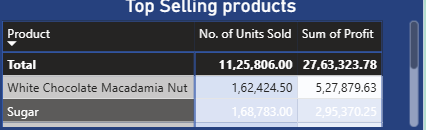 Top Selling products
Product No. of Units Sold Sum of Profit
Total 11,25,806.00 27,63,323.78
White Chocolate Macadamia Nut 1,62,424.50 5,27,879.63
Sugar 1,68,783.00 2,95,370.25